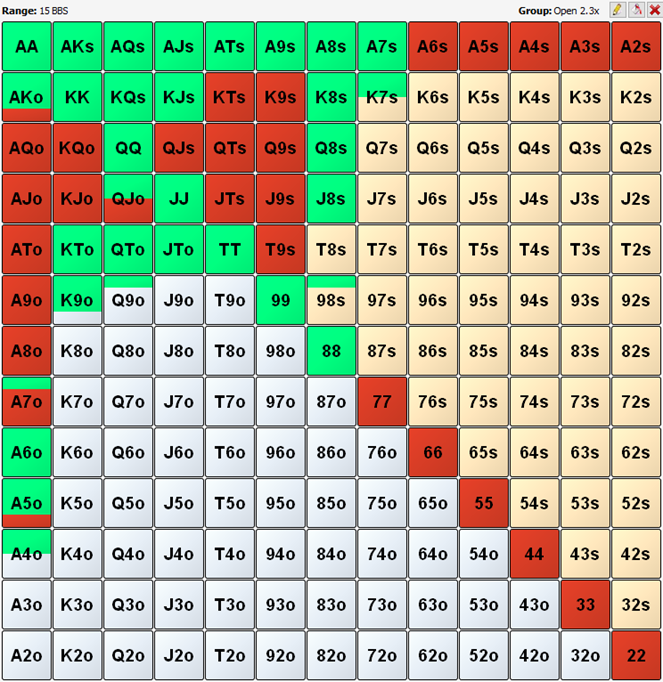 Range: 15 BBS Group: Open 2.3x
AA AKs AQs AJs ATs A9s A8s A7s A6s A5s A4s A3s A2s
AKo KK KQs KJs KTs K9s K8s K7s K6s K5s K4s K3s K2s
AQo KQo QQ QJs QTs Q9s Q8s Q7s Q6s Q5s Q4s Q3s Q2s
AJo KJo QJo JJ JTs J9s J8s J7s J6s J5s J4s J3s J2s
ATo KTo QTo JTo TT T9s T8s T7s T6s T5s T4s T3s T2s
A9o K9o Q9o J9o T9o 99 98s 97s 96s 95s 94s 93s 92s
A8o K8o Q8o J8o T8o 98o 88 87s 86s 85s 84s 83s 82s
A7o K7o Q7o J7o T7o 97o 87o 77 76s 75s 74s 73s 72s
A6o K6o Q6o J6o T6o 96o 86o 76o 66 65s 64s 63s 62s
A5o K5o Q5o J5o T5o 95o 85o 75o 65o 55 54s 53s 52s
A4o K4o Q4o J4o T4o 94o 84o 74o 64o 54o 44 43s 42s
A3o K3o Q3o J3o T3o 93o 83o 73o 63o 53o 43o 33 32s
A2o K2o Q2o J2o T2o 92o 82o 72o 62o 52o 42o 32o 22